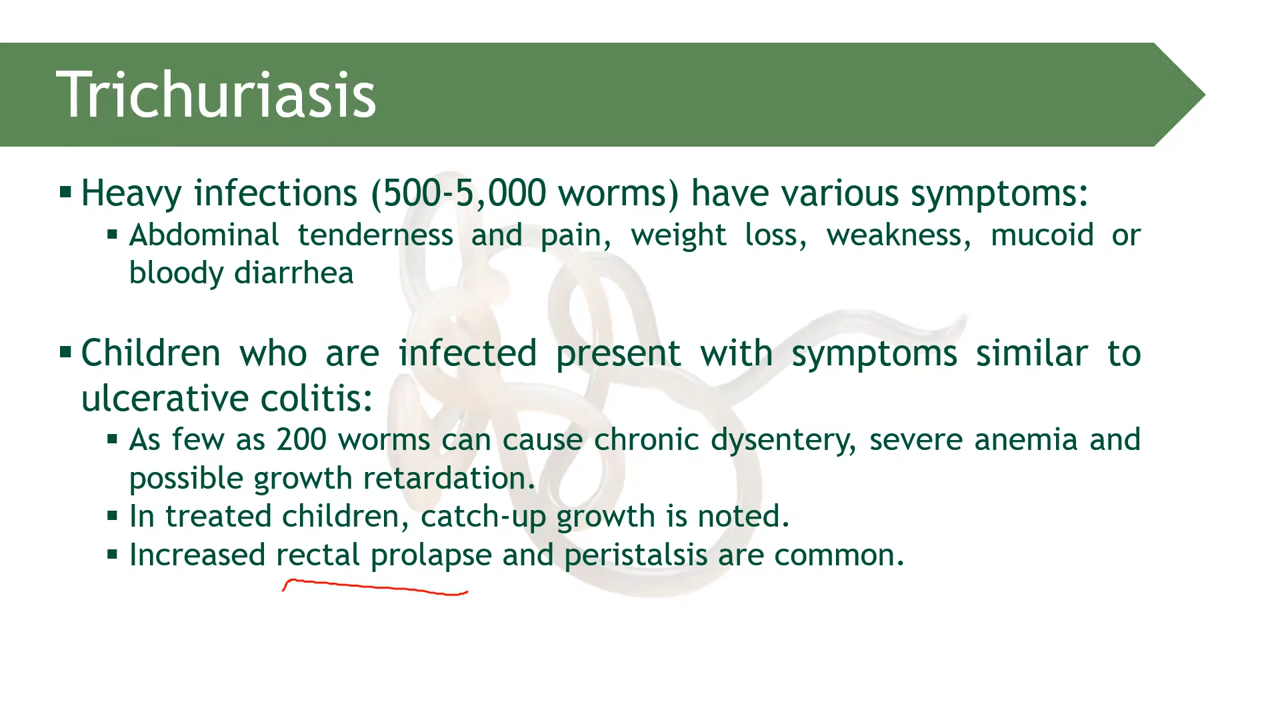 Trichuriasis
▪ Heavy infections (500-5,000 worms) have various symptoms:
▪ Abdominal tenderness and pain, weight loss, weakness, mucoid or
bloody diarrhea
▪ Children who are infected present with symptoms similar to
ulcerative colitis:
▪ As few as 200 worms can cause chronic dysentery, severe anemia and
possible growth retardation.
▪ In treated children, catch-up growth is noted.
▪ Increased rectal prolapse and peristalsis are common.